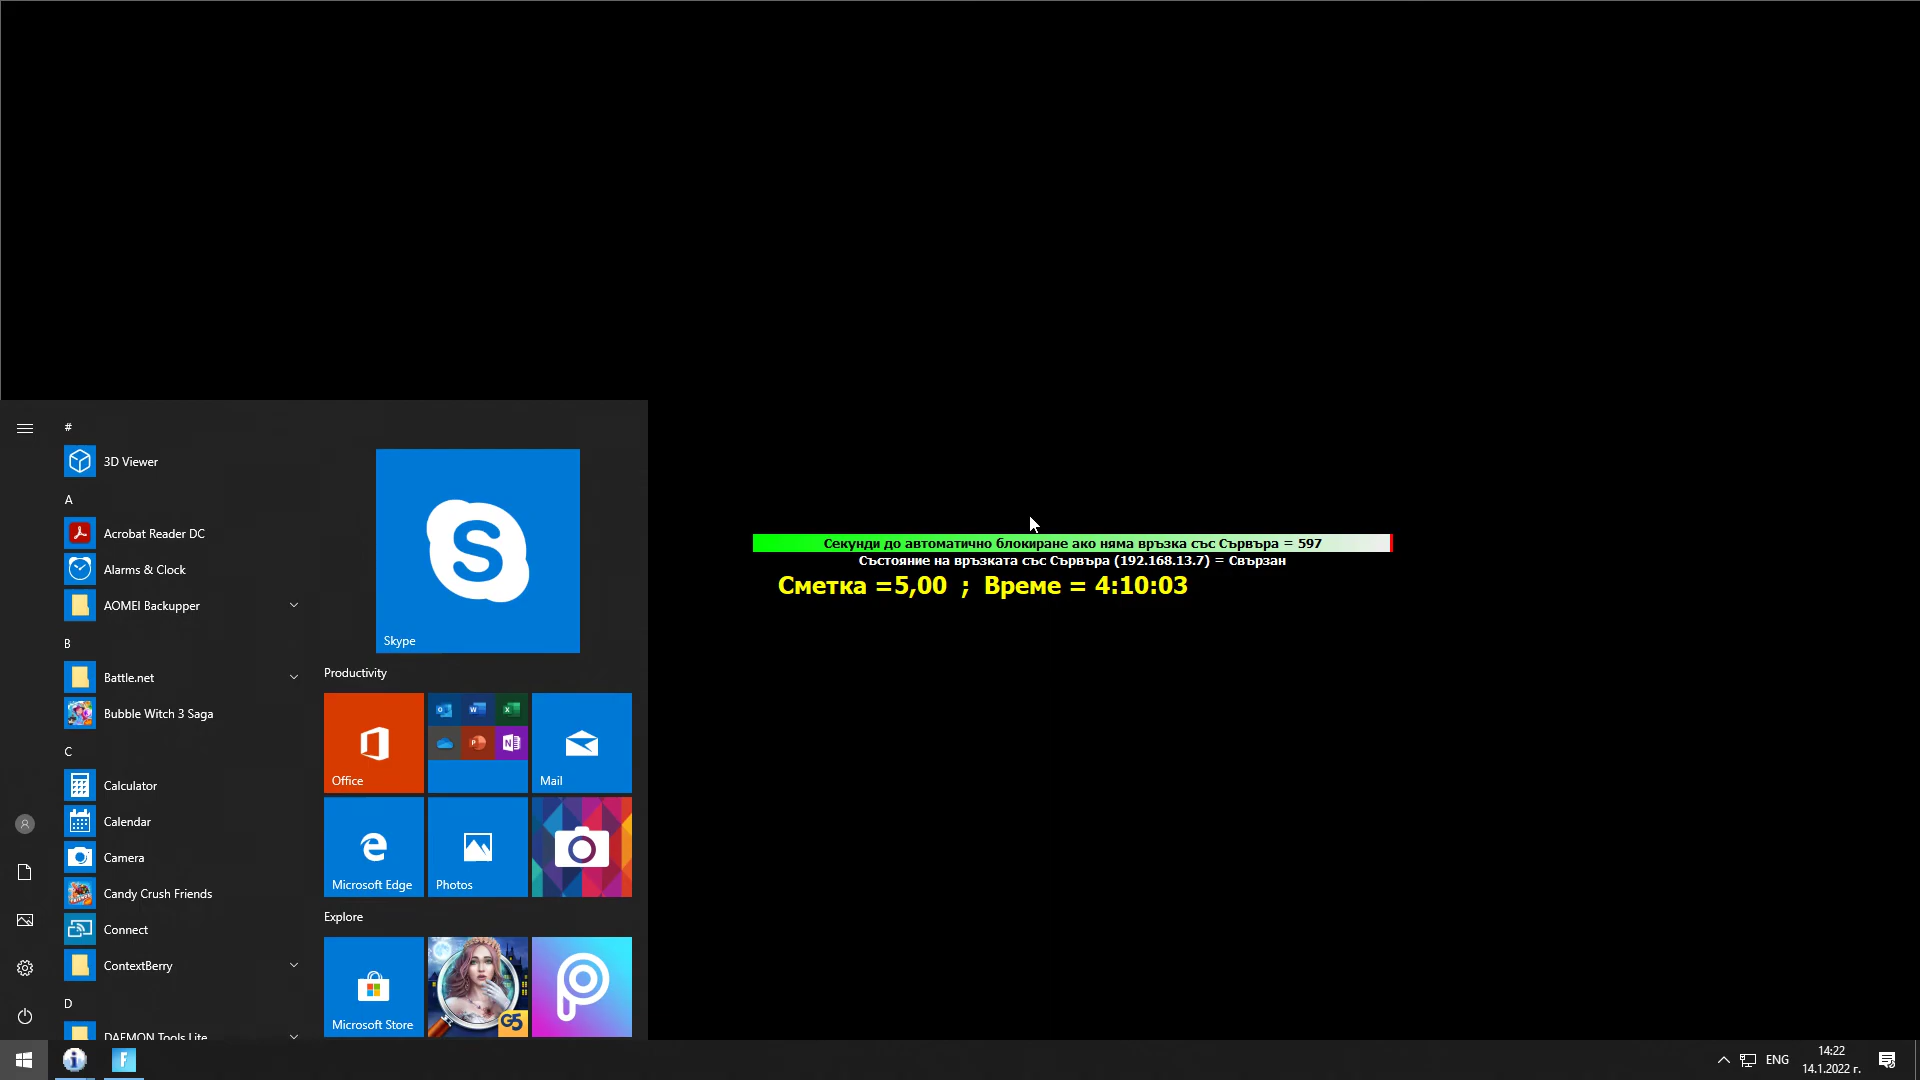 #
3D Viewer
A
Acrobat Reader DC
Alarms & Clock
AOMEI Backupper
B
Battle.net
Bubble Witch 3 Saga
C
Calculator
Calendar
Camera
Candy Crush Friends
Connect
ContextBerry
D
DAEMON Tools Lite
Skype
Productivity
Office
Mail
Microsoft Edge
Photos
Explore
Microsoft Store
G5
Секунди до автоматично блокиране ако няма връзка със Сървъра = 597
Състояние на връзката със Сървъра (192.168.13.7) = Свързан
Сметка =5,00 ; Време = 4:10:03
ENG
14:22
14.1.2022 г.